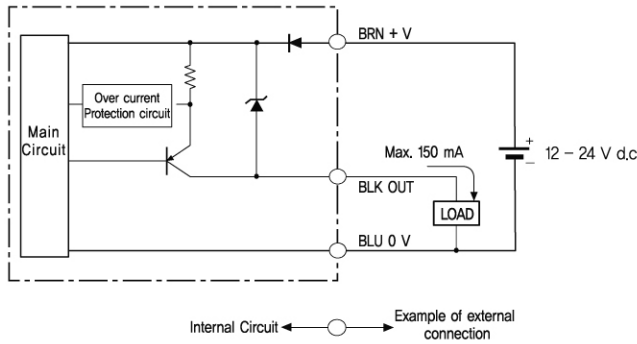 BRN + V
Over current
Protection circuit
Main
Circuit
Max. 150 mA
+
12 – 24 V d.c
–
BLK OUT
LOAD
BLU 0 V
Internal Circuit
Example of external
connection